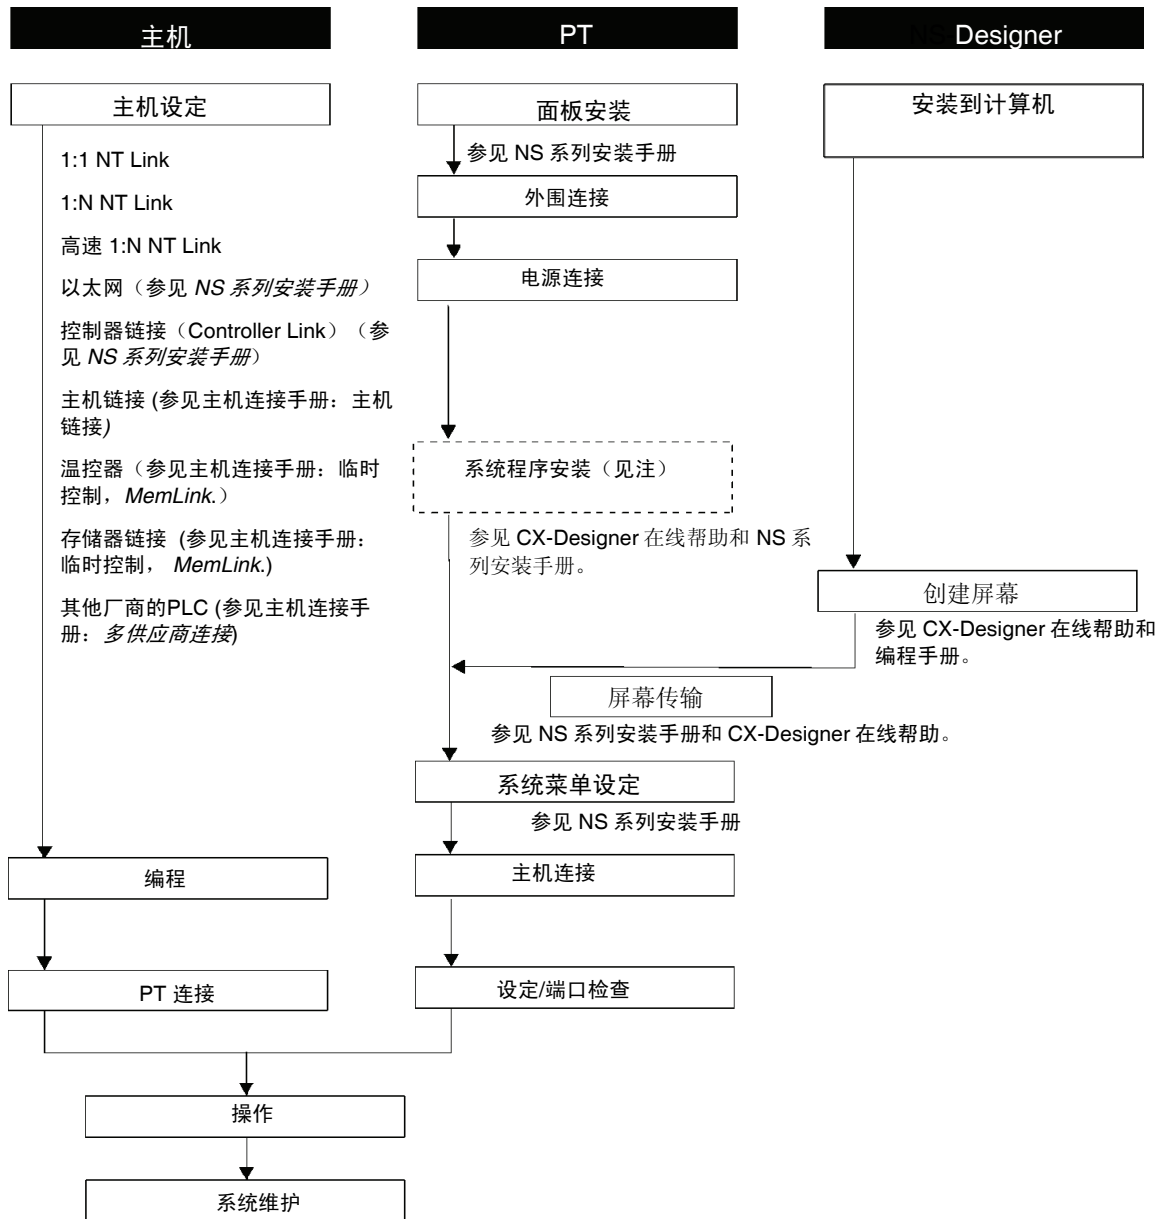 主机
PT
NS-Designer
主机设定
面板安装
安装到计算机
1:1 NT Link
1:N NT Link
高速 1:N NT Link
以太网（参见 NS 系列安装手册）
控制器链接（Controller Link）（参
见 NS 系列安装手册）
主机链接 (参见主机连接手册：主机
链接)
温控器（参见主机连接手册：临时
控制，MemLink.）
存储器链接 (参见主机连接手册：
临时控制， MemLink.)
其他厂商的PLC (参见主机连接手
册：多供应商连接)
参见 NS 系列安装手册
外围连接
电源连接
系统程序安装（见注）
参见 CX-Designer 在线帮助和 NS 系
列安装手册。
创建屏幕
参见 CX-Designer 在线帮助和
编程手册。
屏幕传输
参见 NS 系列安装手册和 CX-Designer 在线帮助。
系统菜单设定
参见 NS 系列安装手册
编程
主机连接
PT 连接
设定/端口检查
操作
系统维护